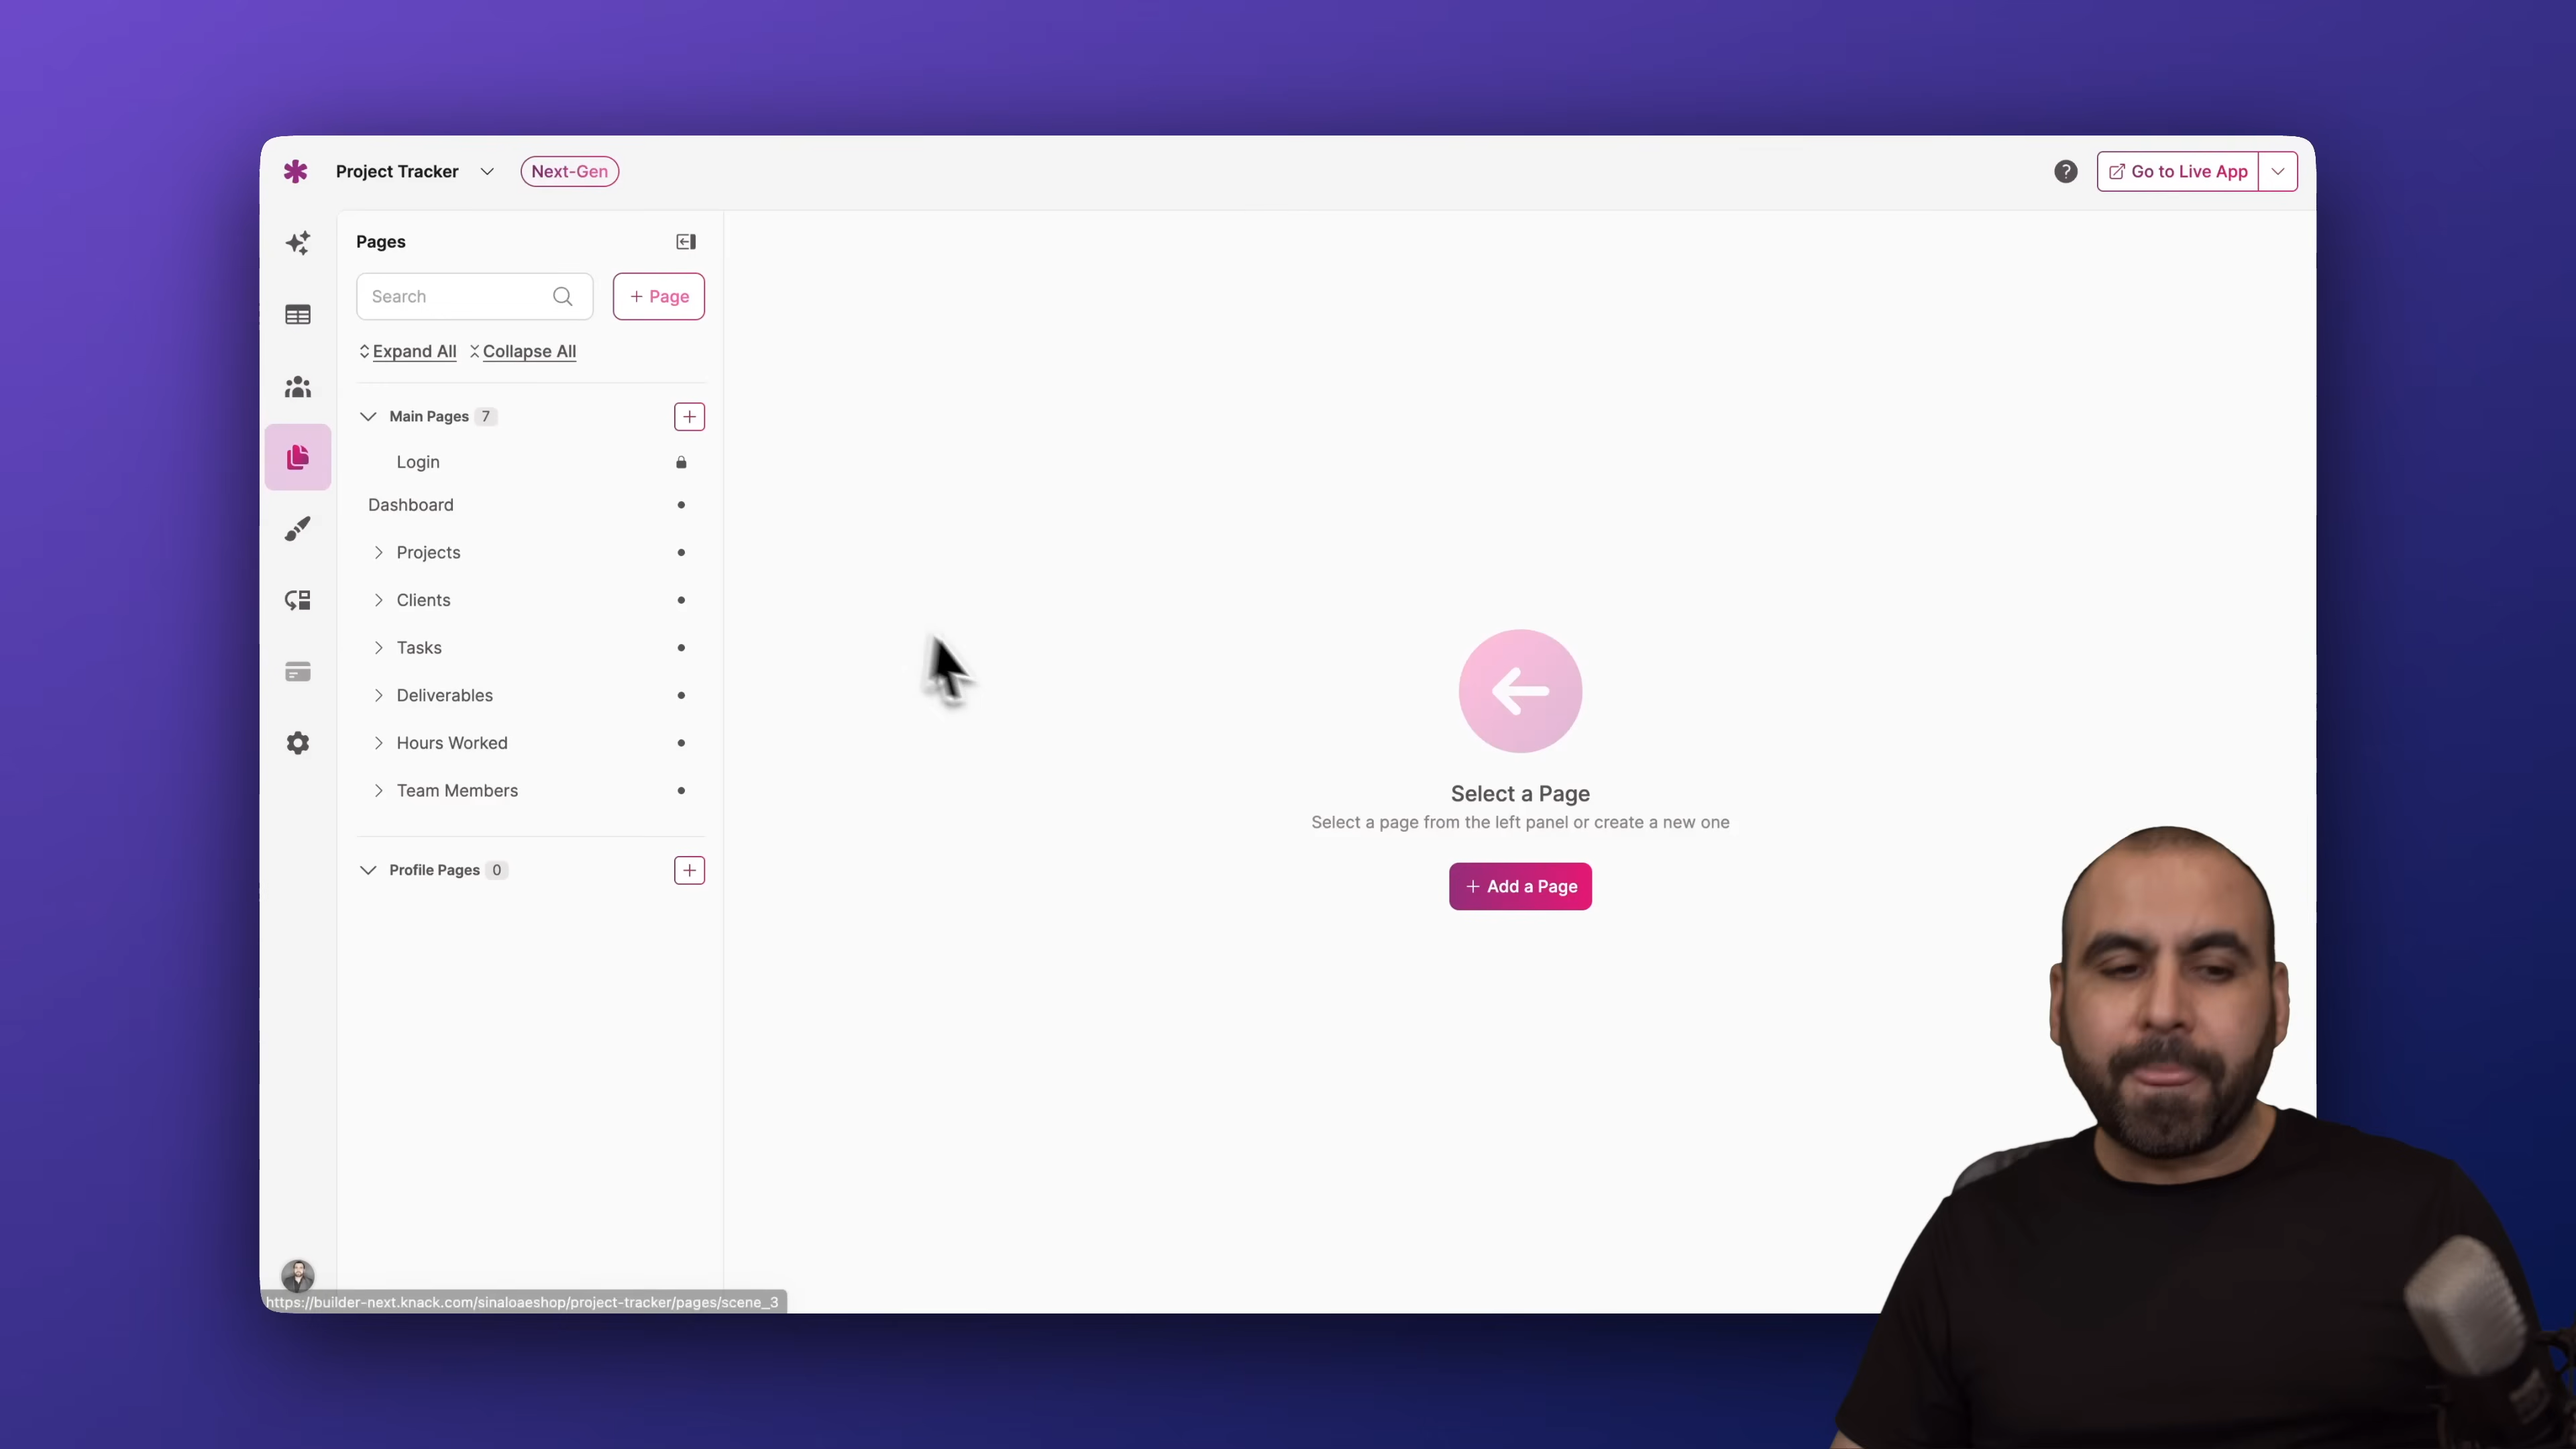 Project Tracker
Next-Gen
? Go to Live App
Pages
Search
+ Page
Expand All Collapse All
Main Pages 7
Login
Dashboard
Projects
Clients
Tasks
Deliverables
Hours Worked
Team Members
Profile Pages 0
Select a Page
Select a page from the left panel or create a new one
+ Add a Page
https://builder-next.knack.com/sinaloaeshop/project-tracker/pages/scene_3